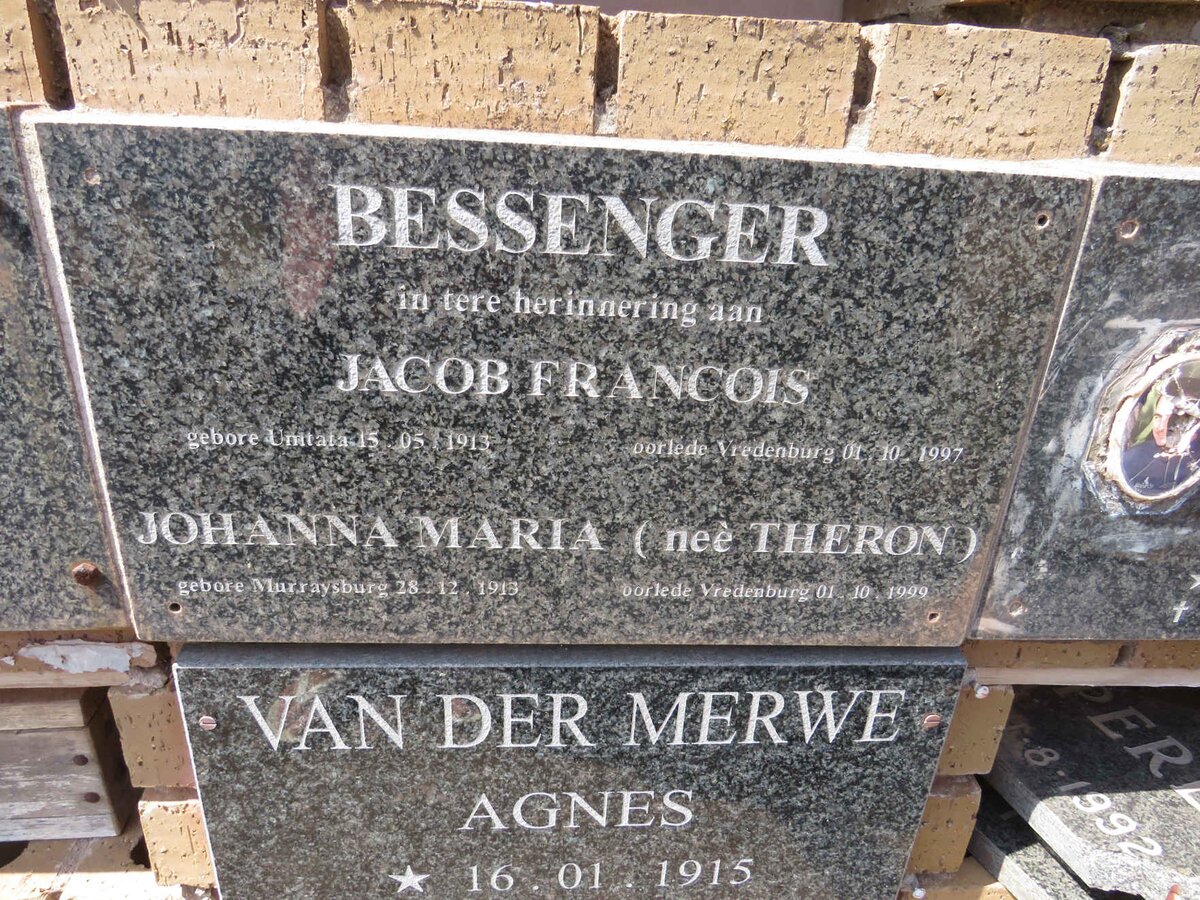 BESSENGER
in tere herinnering aan
JACOB FRANCOIS
gebore Umtata 15 . 05 . 1913 oorlede Vredenburg 01 . 10 . 1997
JOHANNA MARIA ( neè THERON )
gebore Murraysburg 28 . 12 . 1913 oorlede Vredenburg 01 . 10 . 1999
VAN DER MERWE
AGNES
★ 16 . 01 . 1915
8.1992